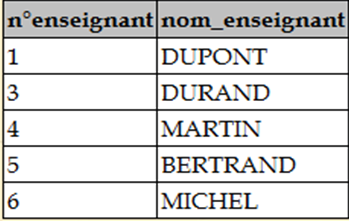 n°enseignant nom_enseignant
1 DUPONT
3 DURAND
4 MARTIN
5 BERTRAND
6 MICHEL